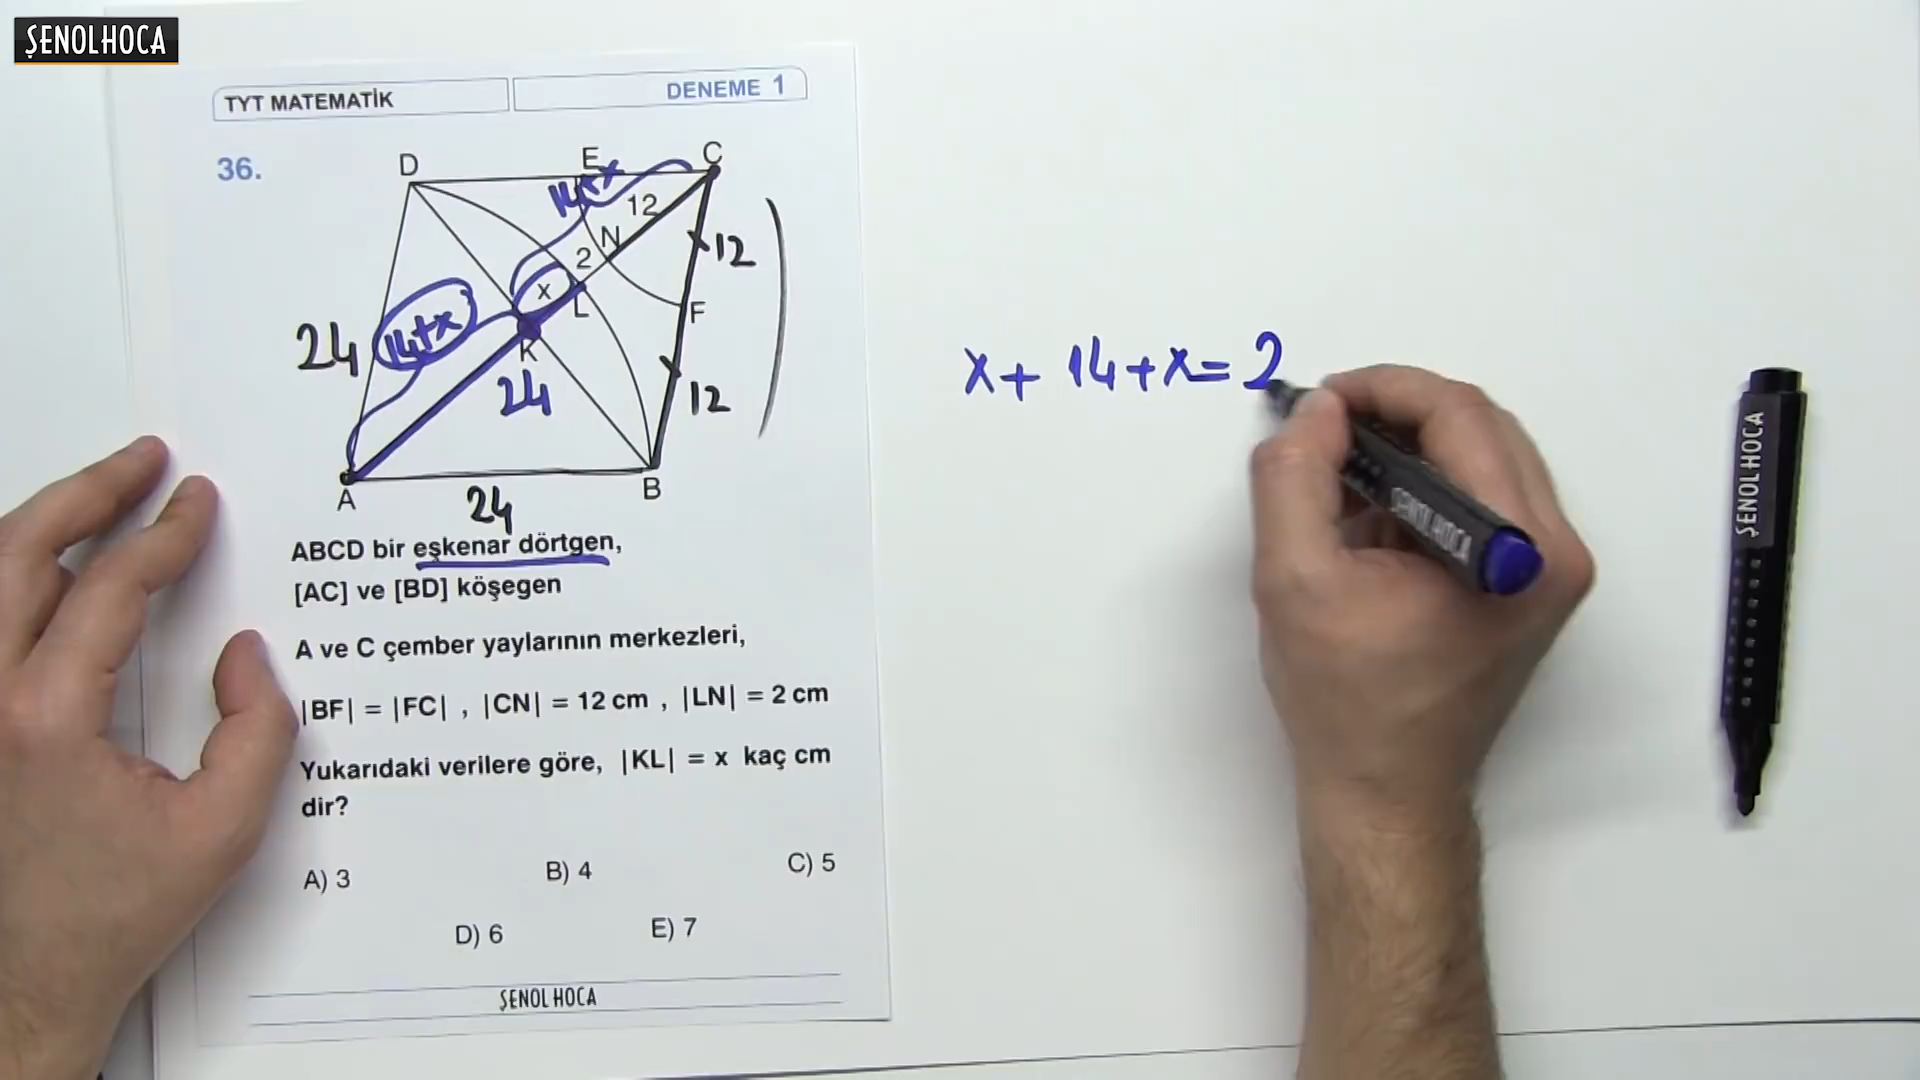 ŞENOLHOCA
TYT MATEMATİK
DENEME 1
36.
D
E
C
14+x
12
N
12
2
x
L
F
24
14+x
K
24
12
A
B
24
x + 14 + x = 2
ŞENOLHOCA
ŞENOLHOCA
ABCD bir eşkenar dörtgen,
[AC] ve [BD] köşegen
A ve C çember yaylarının merkezleri,
|BF| = |FC| , |CN| = 12 cm , |LN| = 2 cm
Yukarıdaki verilere göre, |KL| = x kaç cm
dir?
A) 3 B) 4 C) 5
D) 6 E) 7
ŞENOL HOCA